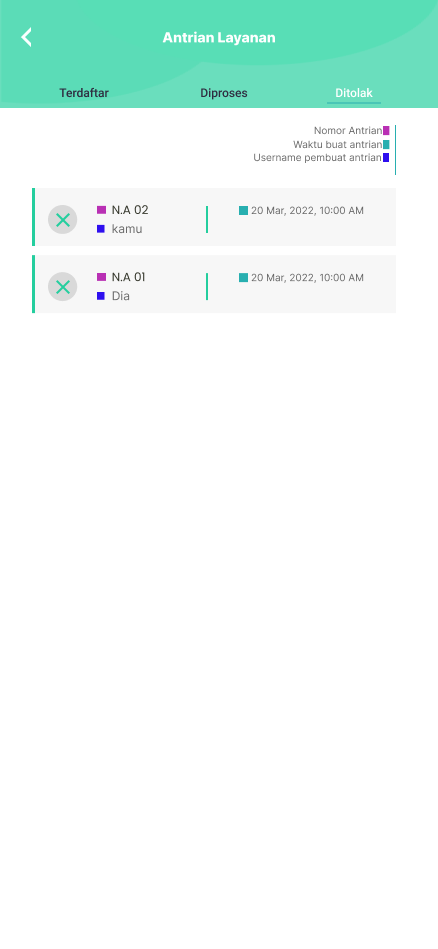 Antrian Layanan
Terdaftar Diproses Ditolak
Nomor Antrian
Waktu buat antrian
Username pembuat antrian
N.A 02 20 Mar, 2022, 10:00 AM
kamu
N.A 01 20 Mar, 2022, 10:00 AM
Dia